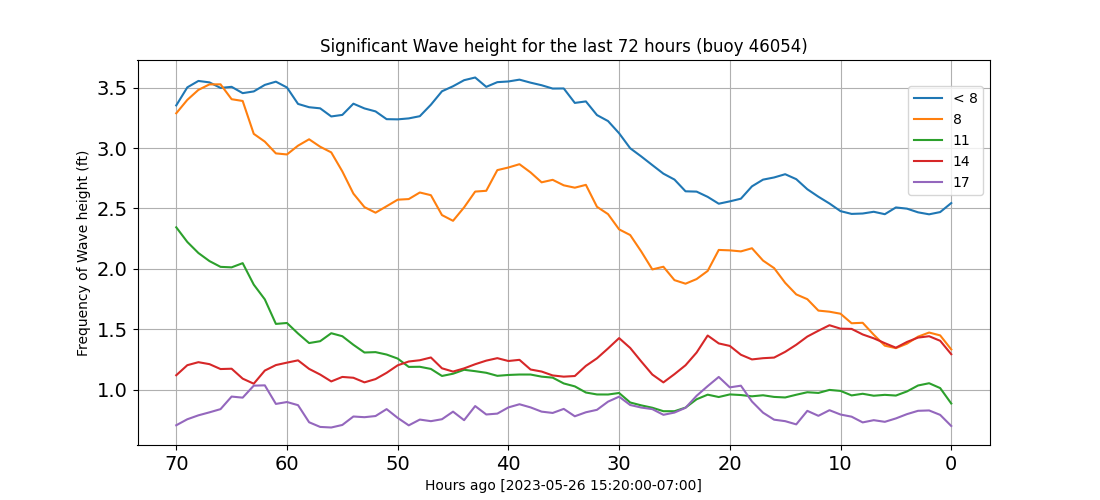 Significant Wave height for the last 72 hours (buoy 46054)
Frequency of Wave height (ft)
3.5
3.0
2.5
2.0
1.5
1.0
< 8
8
11
14
17
70 60 50 40 30 20 10 0
Hours ago [2023-05-26 15:20:00-07:00]